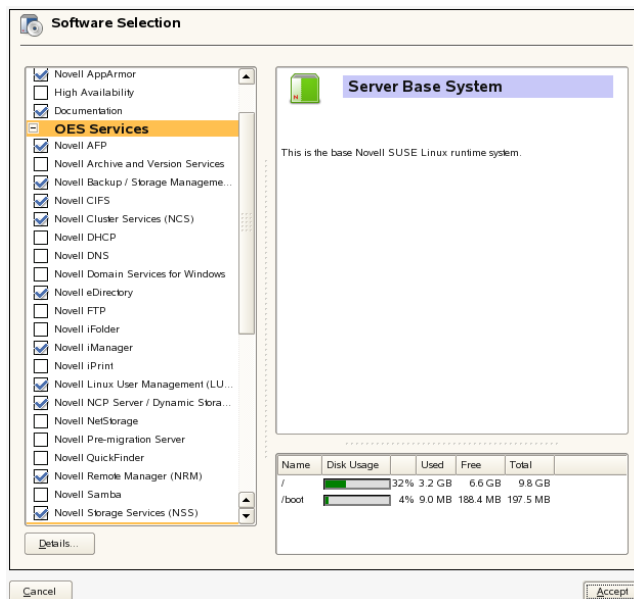 Software Selection
Novell AppArmor
High Availability
Documentation
OES Services
Novell AFP
Novell Archive and Version Services
Novell Backup / Storage Manageme...
Novell CIFS
Novell Cluster Services (NCS)
Novell DHCP
Novell DNS
Novell Domain Services for Windows
Novell eDirectory
Novell FTP
Novell iFolder
Novell iManager
Novell iPrint
Novell Linux User Management (LU...
Novell NCP Server / Dynamic Stora...
Novell NetStorage
Novell Pre-migration Server
Novell QuickFinder
Novell Remote Manager (NRM)
Novell Samba
Novell Storage Services (NSS)
Details...
N
Server Base System
This is the base Novell SUSE Linux runtime system.
Name Disk Usage Used Free Total
/ 32% 3.2 GB 6.6 GB 9.8 GB
/boot 4% 9.0 MB 188.4 MB 197.5 MB
Cancel
Accept